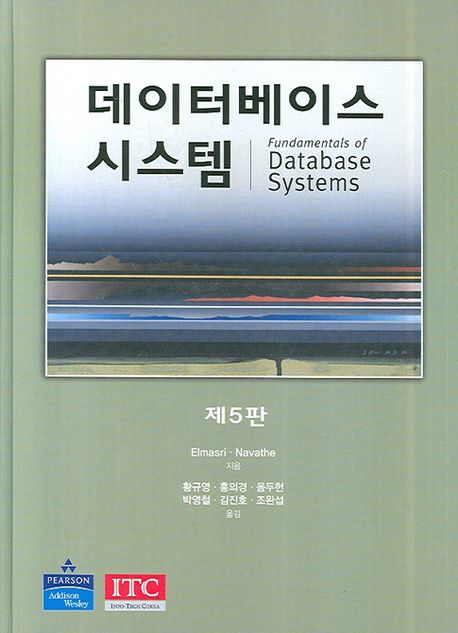 데이터베이스
시스템
Fundamentals of
Database
Systems
SAWADA
제5판
Elmasri · Navathe
지음
황규영 · 홍의경 · 음두헌
박영철 · 김진호 · 조완섭
옮김
PEARSON
Addison
Wesley
ITC
INFO-TECH COREA